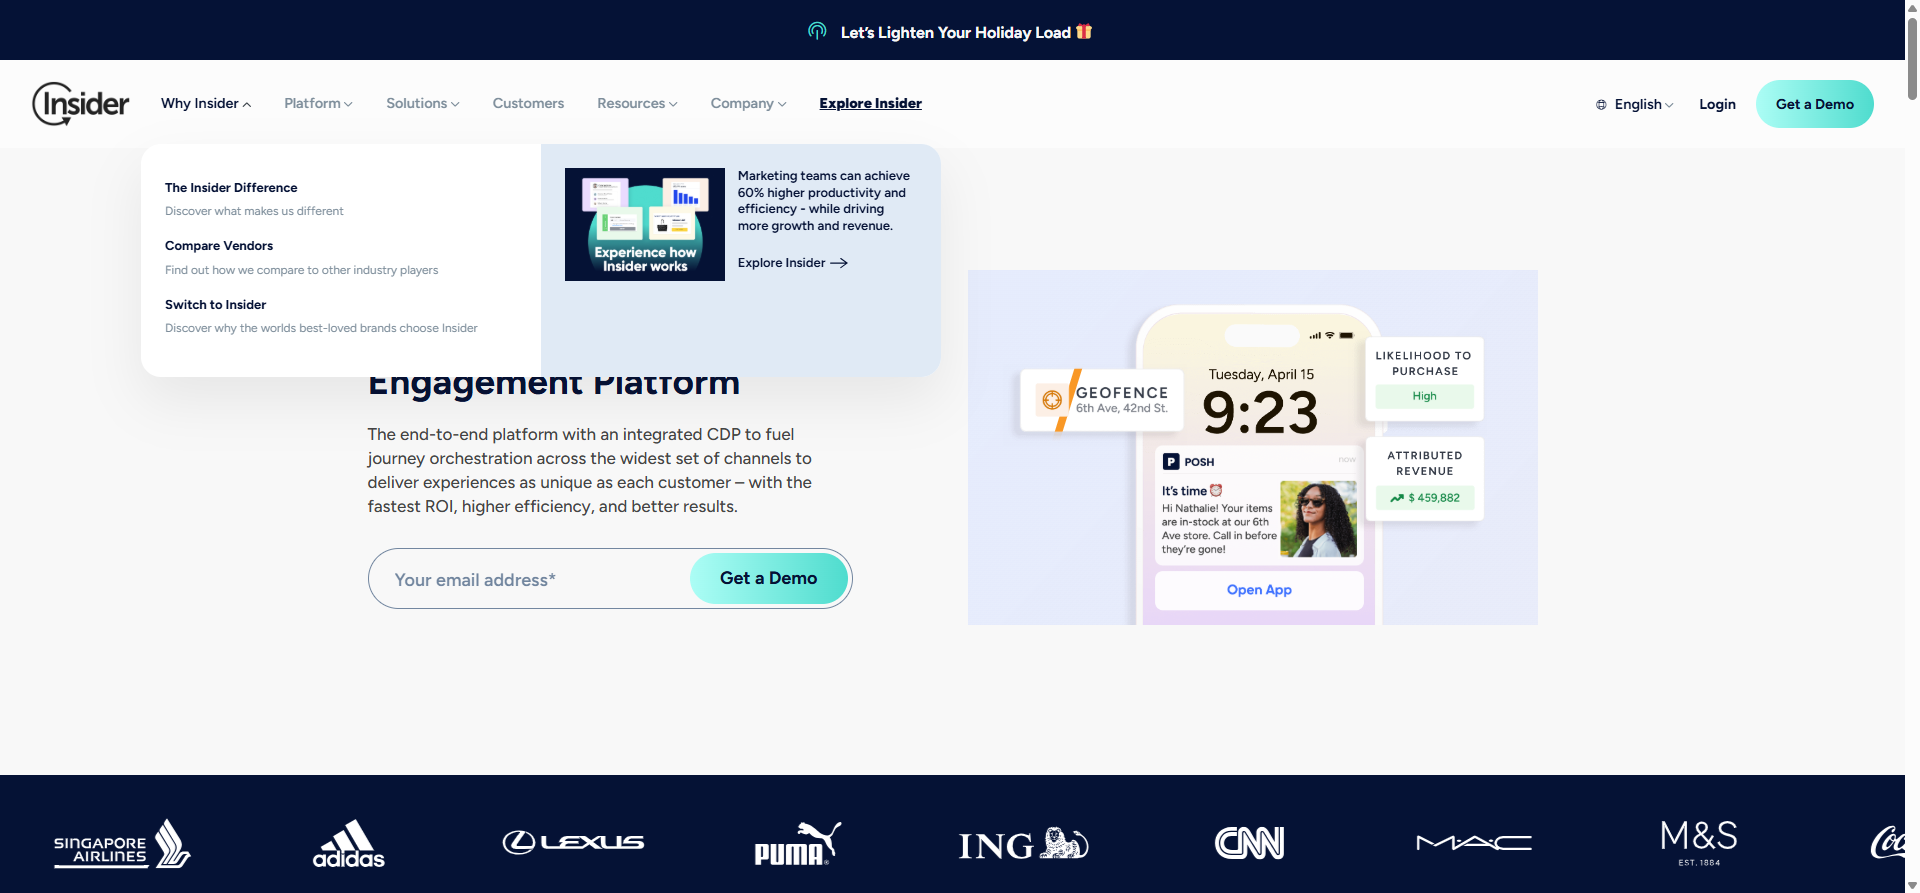 Let's Lighten Your Holiday Load 🎁
Insider
Why Insider
Platform
Solutions
Customers
Resources
Company
Explore Insider
English
Login
Get a Demo
The Insider Difference
Discover what makes us different
Compare Vendors
Find out how we compare to other industry players
Switch to Insider
Discover why the worlds best-loved brands choose Insider
Experience how
Insider works
Marketing teams can achieve
60% higher productivity and
efficiency - while driving
more growth and revenue.
Explore Insider →
Engagement Platform
The end-to-end platform with an integrated CDP to fuel
journey orchestration across the widest set of channels to
deliver experiences as unique as each customer – with the
fastest ROI, higher efficiency, and better results.
Your email address*
Get a Demo
GEOFENCE
6th Ave, 42nd St.
Tuesday, April 15
9:23
P POSH
now
It's time ⏰
Hi Nathalie! Your items
are in-stock at our 6th
Ave store. Call in before
they're gone!
Open App
LIKELIHOOD TO
PURCHASE
High
ATTRIBUTED
REVENUE
$ 459,882
SINGAPORE
AIRLINES
adidas
LEXUS
PUMA
ING
CNN
MAC
M&S
EST. 1884